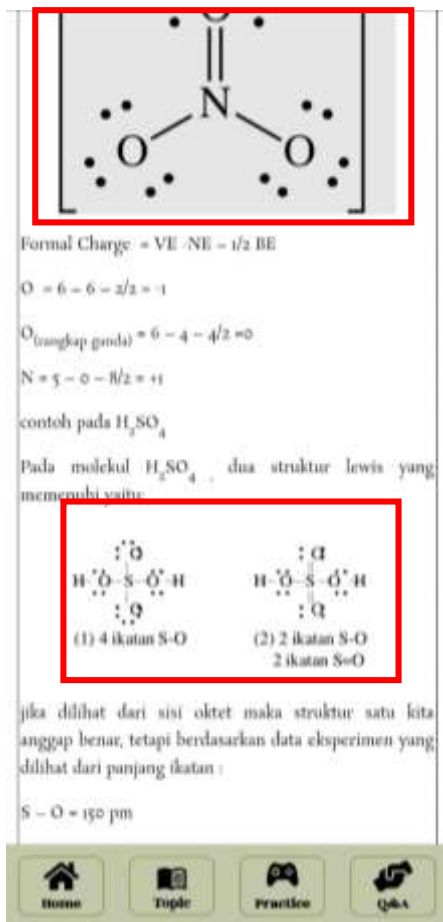 O
N
O O
Formal Charge = VE -NE – 1/2 BE
O = 6 – 6 – 2/2 = -1
O(rangkap ganda) = 6 – 4 – 4/2 =0
N = 5 – 0 – 8/2 = +1
contoh pada H₂SO₄
Pada molekul H₂SO₄ , dua struktur lewis yang
memenuhi yaitu:
O O
H-O-S-O-H H-O-S-O-H
O O
(1) 4 ikatan S-O (2) 2 ikatan S-O
2 ikatan S=O
jika dilihat dari sisi oktet maka struktur satu kita
anggap benar, tetapi berdasarkan data eksperimen yang
dilihat dari panjang ikatan :
S – O = 150 pm
Home Topic Practice Q&A